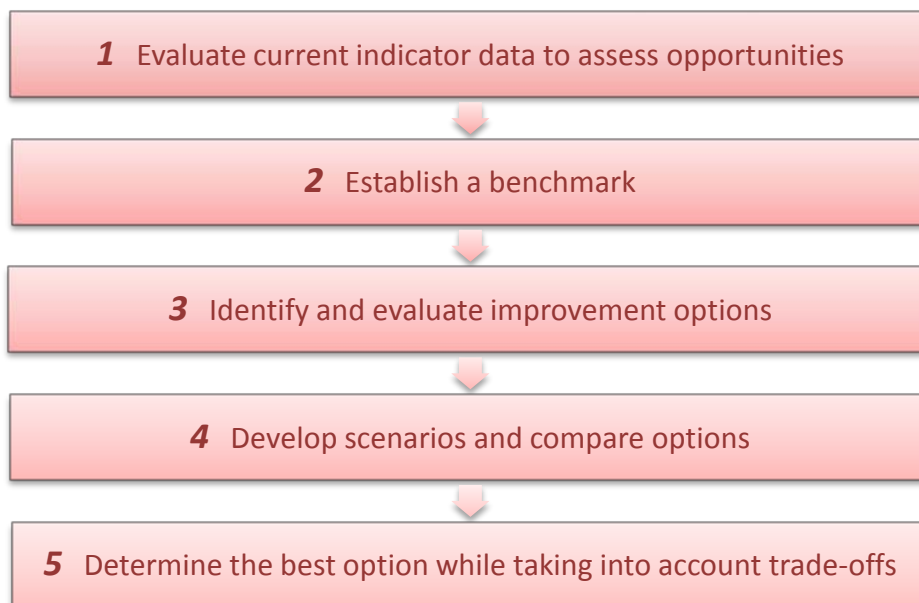 1 Evaluate current indicator data to assess opportunities
2 Establish a benchmark
3 Identify and evaluate improvement options
4 Develop scenarios and compare options
5 Determine the best option while taking into account trade-offs